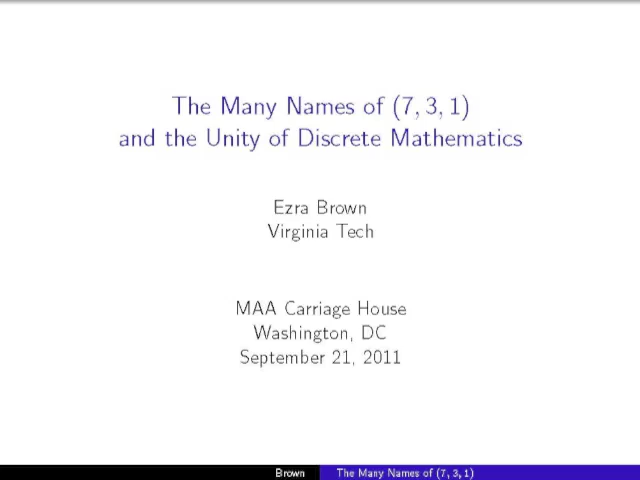 The Many Names of (7, 3, 1)
and the Unity of Discrete Mathematics
Ezra Brown
Virginia Tech
MAA Carriage House
Washington, DC
September 21, 2011
Brown The Many Names of (7, 3, 1)